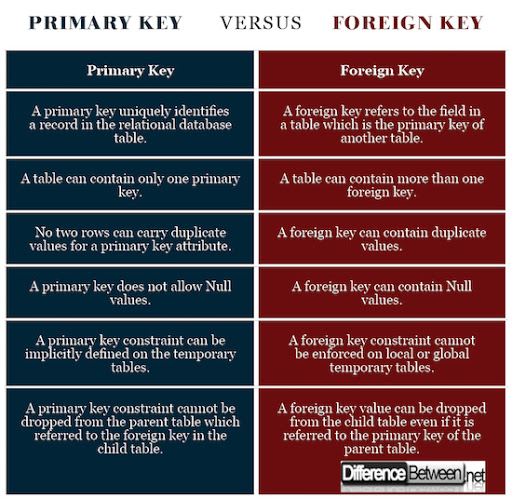 PRIMARY KEY VERSUS FOREIGN KEY
Primary Key
Foreign Key
A primary key uniquely identifies
a record in the relational database
table.
A foreign key refers to the field in
a table which is the primary key of
another table.
A table can contain only one primary
key.
A table can contain more than one
foreign key.
No two rows can carry duplicate
values for a primary key attribute.
A foreign key can contain duplicate
values.
A primary key does not allow Null
values.
A foreign key can contain Null
values.
A primary key constraint can be
implicitly defined on the temporary
tables.
A foreign key constraint cannot
be enforced on local or global
temporary tables.
A primary key constraint cannot be
dropped from the parent table which
referred to the foreign key in the
child table.
A foreign key value can be dropped
from the child table even if it is
referred to the primary key of the
parent table.
DifferenceBetween.net